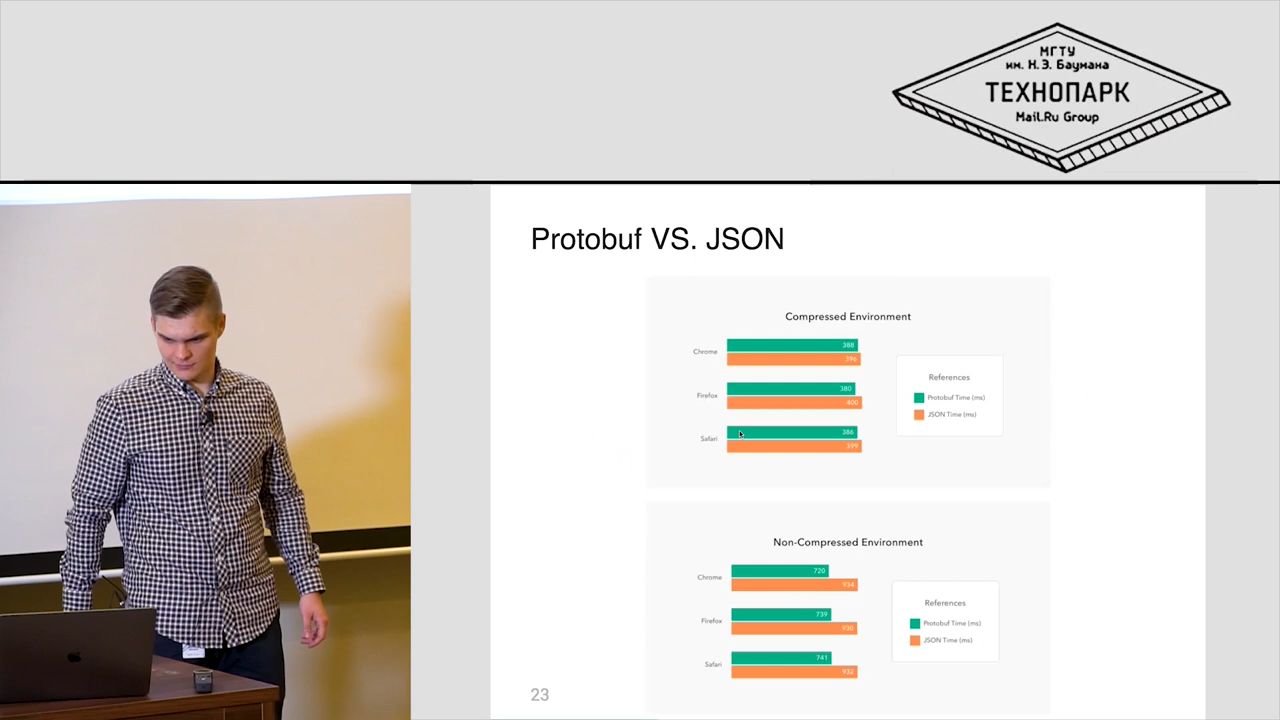 МГТУ
им. Н.Э. Баумана
ТЕХНОПАРК
Mail.Ru Group
Protobuf VS. JSON
Compressed Environment
Chrome
388
396
Firefox
380
400
Safari
386
399
References
Protobuf Time (ms)
JSON Time (ms)
Non-Compressed Environment
Chrome
720
934
Firefox
739
930
Safari
741
932
References
Protobuf Time (ms)
JSON Time (ms)
23